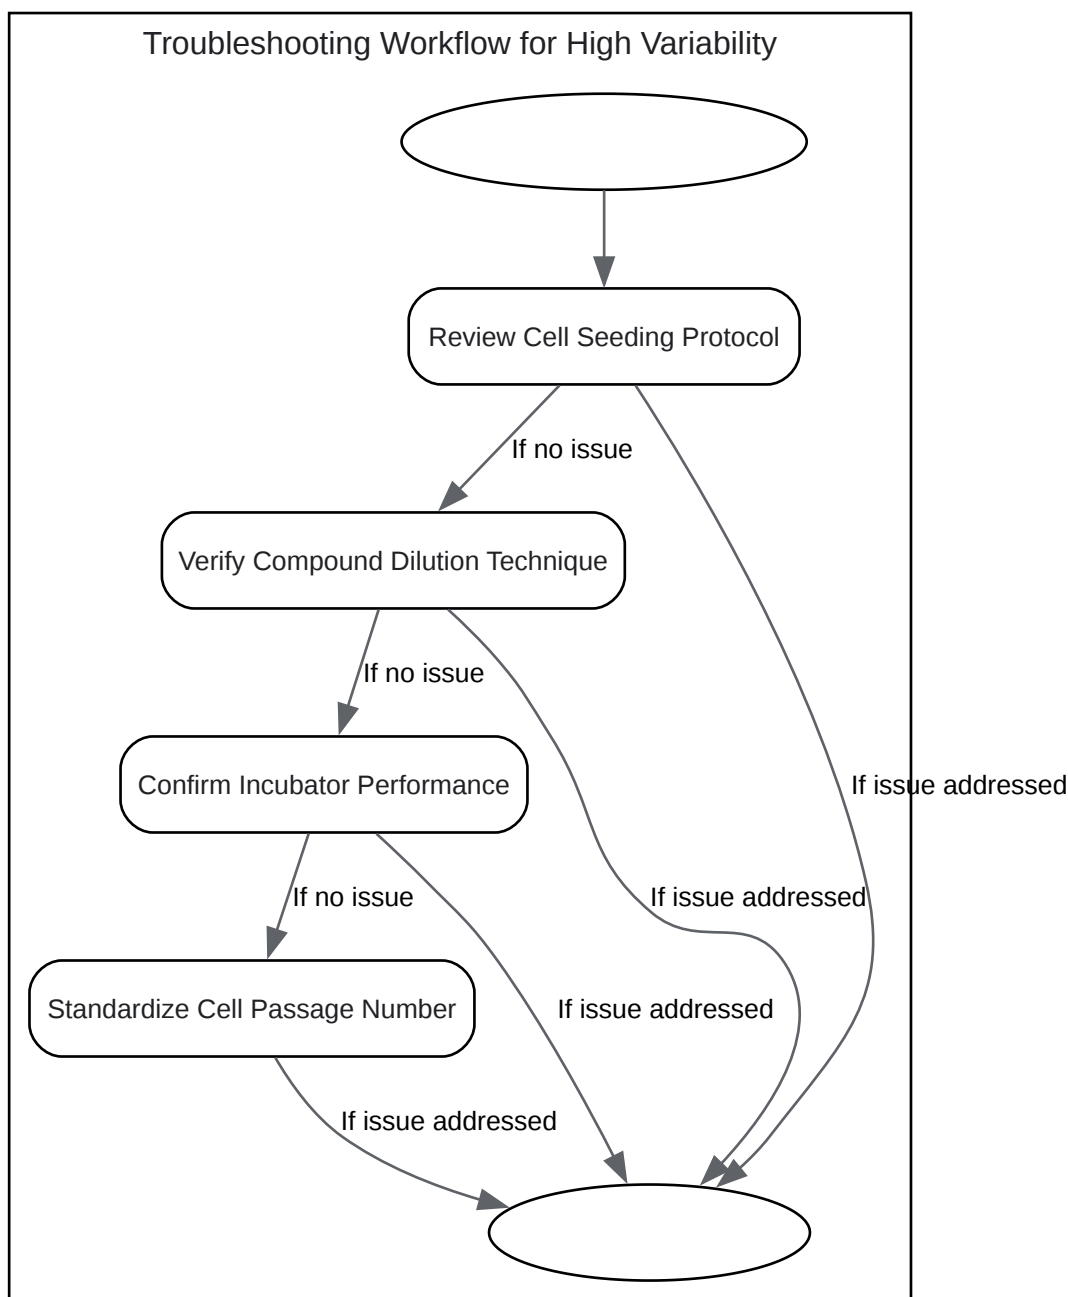 Troubleshooting Workflow for High Variability
Review Cell Seeding Protocol
If no issue
Verify Compound Dilution Technique
If no issue
Confirm Incubator Performance
If issue addressed
If no issue
If issue addressed
Standardize Cell Passage Number
If issue addressed
If issue addressed